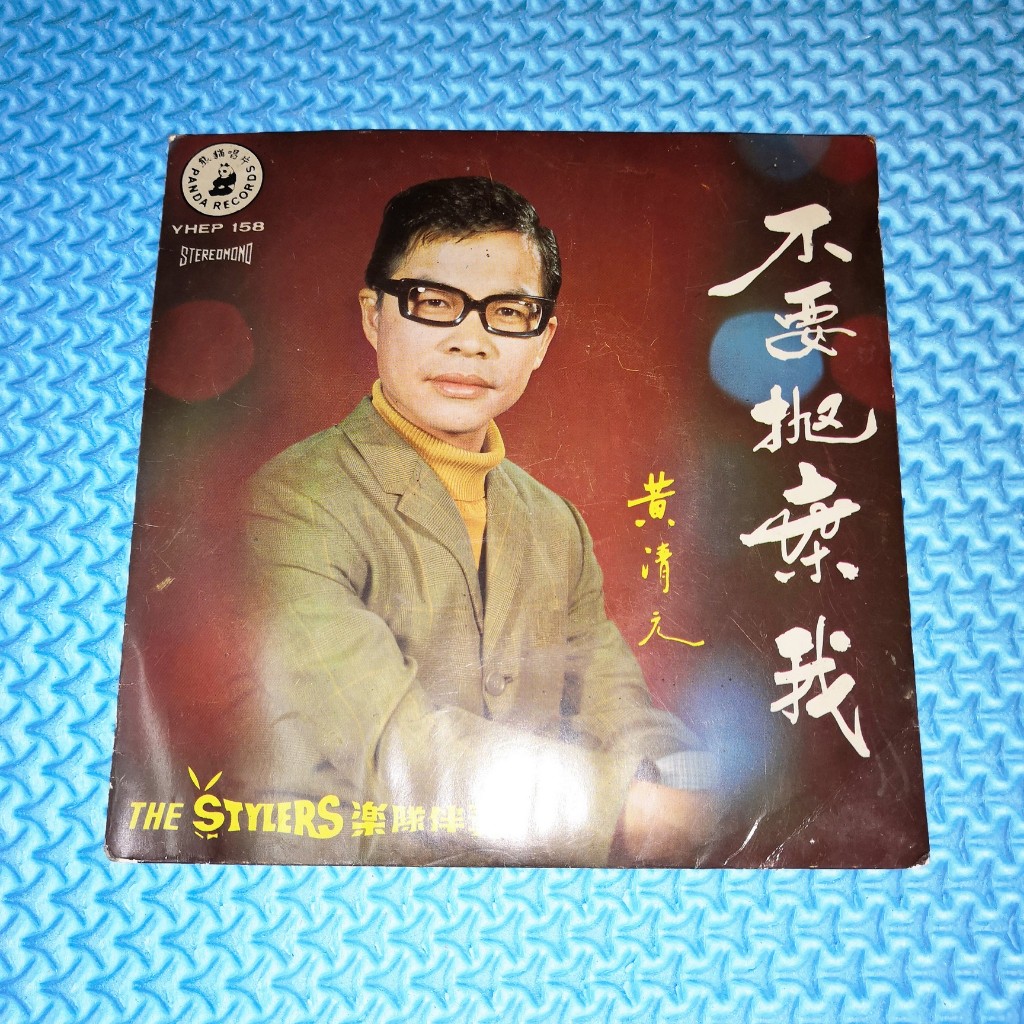 熊貓唱片
PANDA RECORDS
YHEP 158
STEREOMONO
不要抛棄我
黃清元
THE STYLERS 楽隊伴